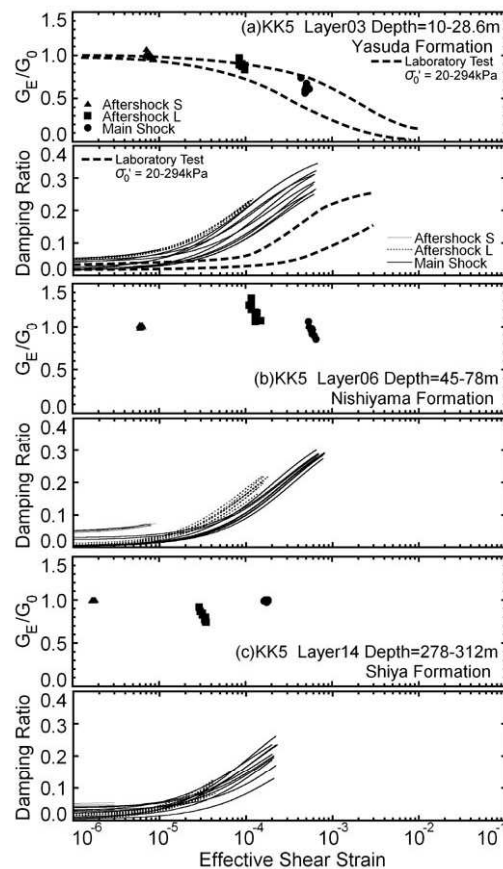 (a)KK5 Layer03 Depth=10-28.6m
Yasuda Formation
Laboratory Test
σ0' = 20-294kPa
1.5
1.0
0.5
0.0
GE/G0
Aftershock S
Aftershock L
Main Shock
0.4
0.3
0.2
0.1
0.0
Damping Ratio
Laboratory Test
σ0' = 20-294kPa
Aftershock S
Aftershock L
Main Shock
1.5
1.0
0.5
0.0
GE/G0
(b)KK5 Layer06 Depth=45-78m
Nishiyama Formation
0.4
0.3
0.2
0.1
0.0
Damping Ratio
1.5
1.0
0.5
0.0
GE/G0
(c)KK5 Layer14 Depth=278-312m
Shiya Formation
0.4
0.3
0.2
0.1
0.0
Damping Ratio
10-6 10-5 10-4 10-3 10-2
Effective Shear Strain